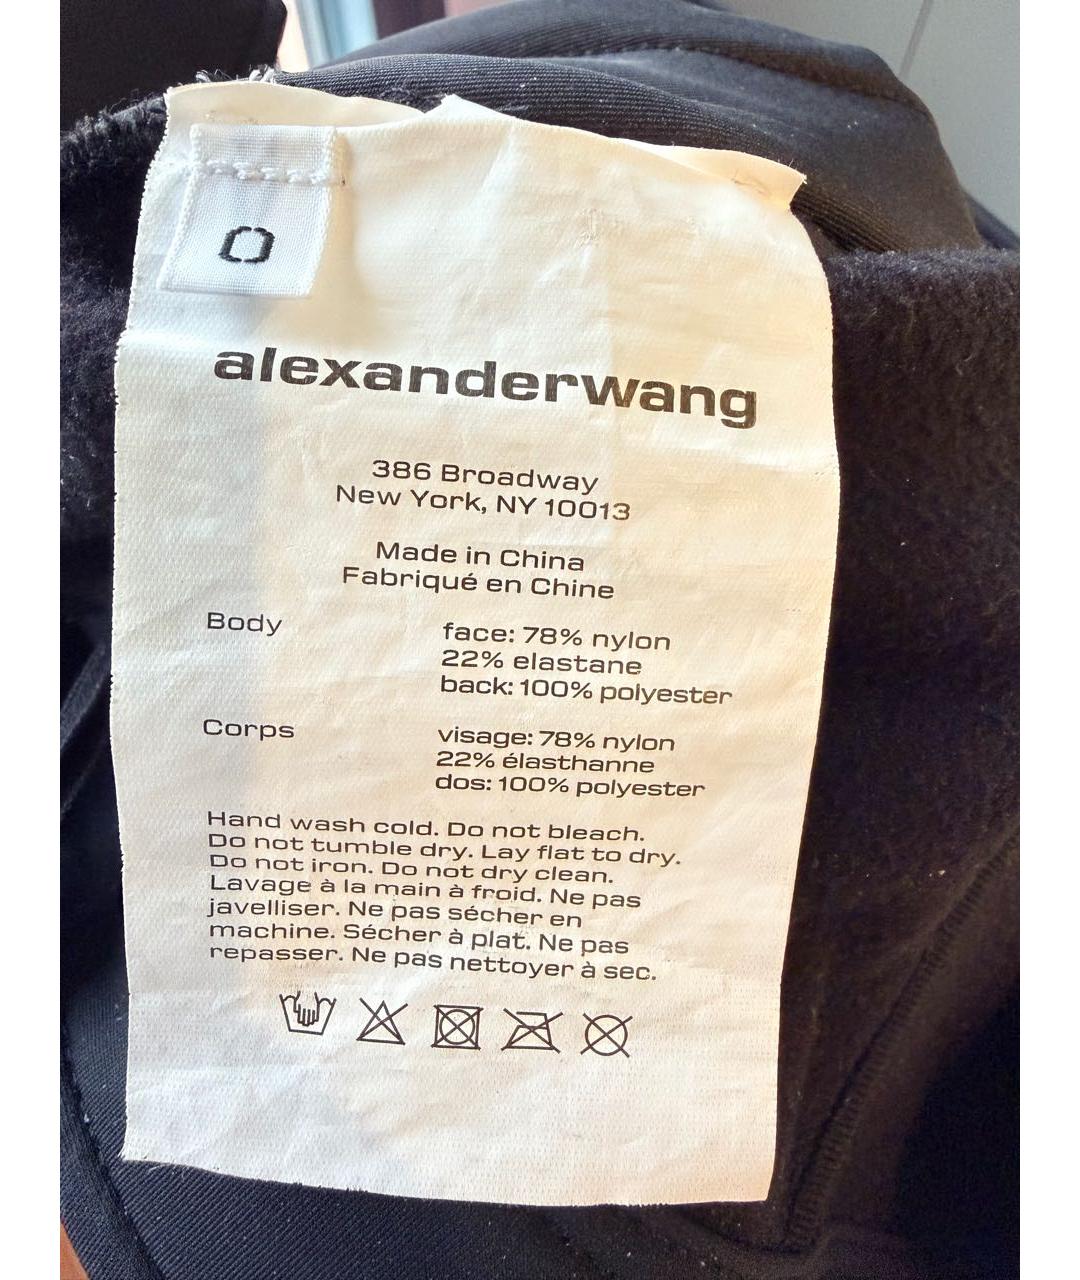 0
alexanderwang
386 Broadway
New York, NY 10013
Made in China
Fabriqué en Chine
Body
face: 78% nylon
22% elastane
back: 100% polyester
Corps
visage: 78% nylon
22% élasthanne
dos: 100% polyester
Hand wash cold. Do not bleach.
Do not tumble dry. Lay flat to dry.
Do not iron. Do not dry clean.
Lavage à la main à froid. Ne pas
javelliser. Ne pas sécher en
machine. Sécher à plat. Ne pas
repasser. Ne pas nettoyer à sec.